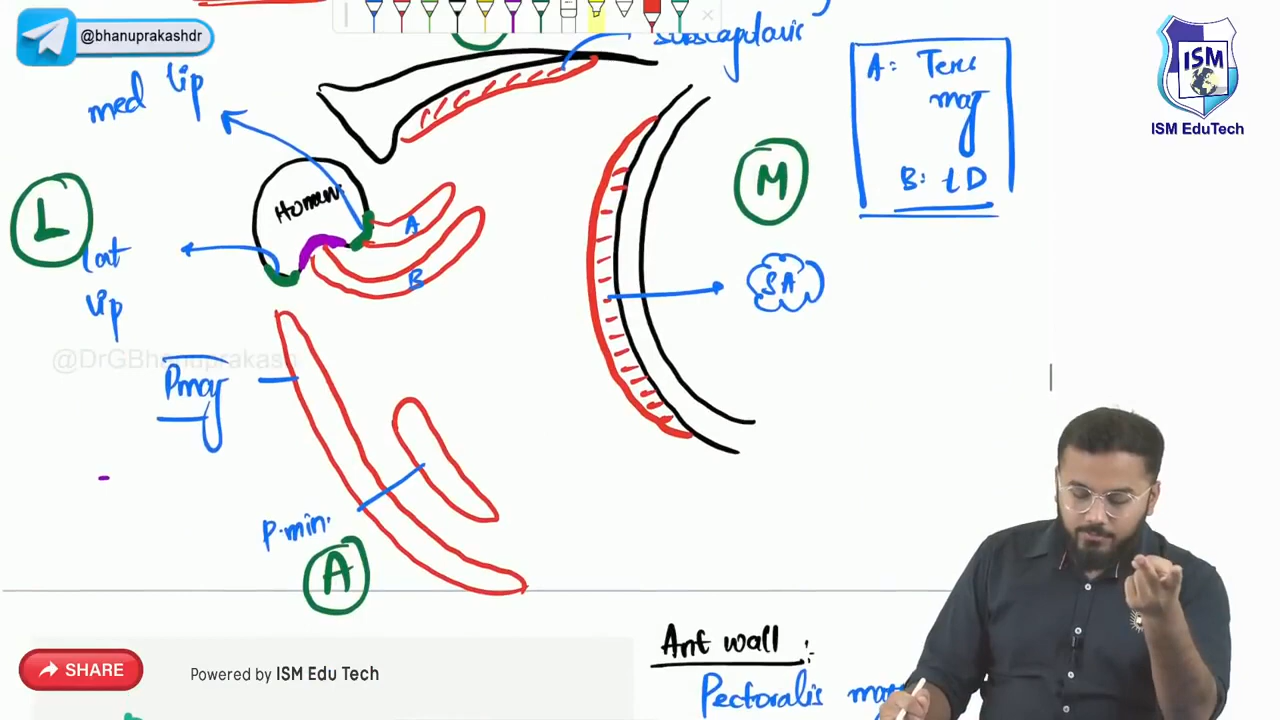 @bhanuprakashdr
subscapularis
A: Teres
maj
B: LD
ISM
ISM EduTech
med lip
L
M
A
B
lat
lip
SA
@DrGBhanuprakash
Pmaj
P.min.
A
SHARE
Powered by ISM Edu Tech
Ant wall :
Pectoralis